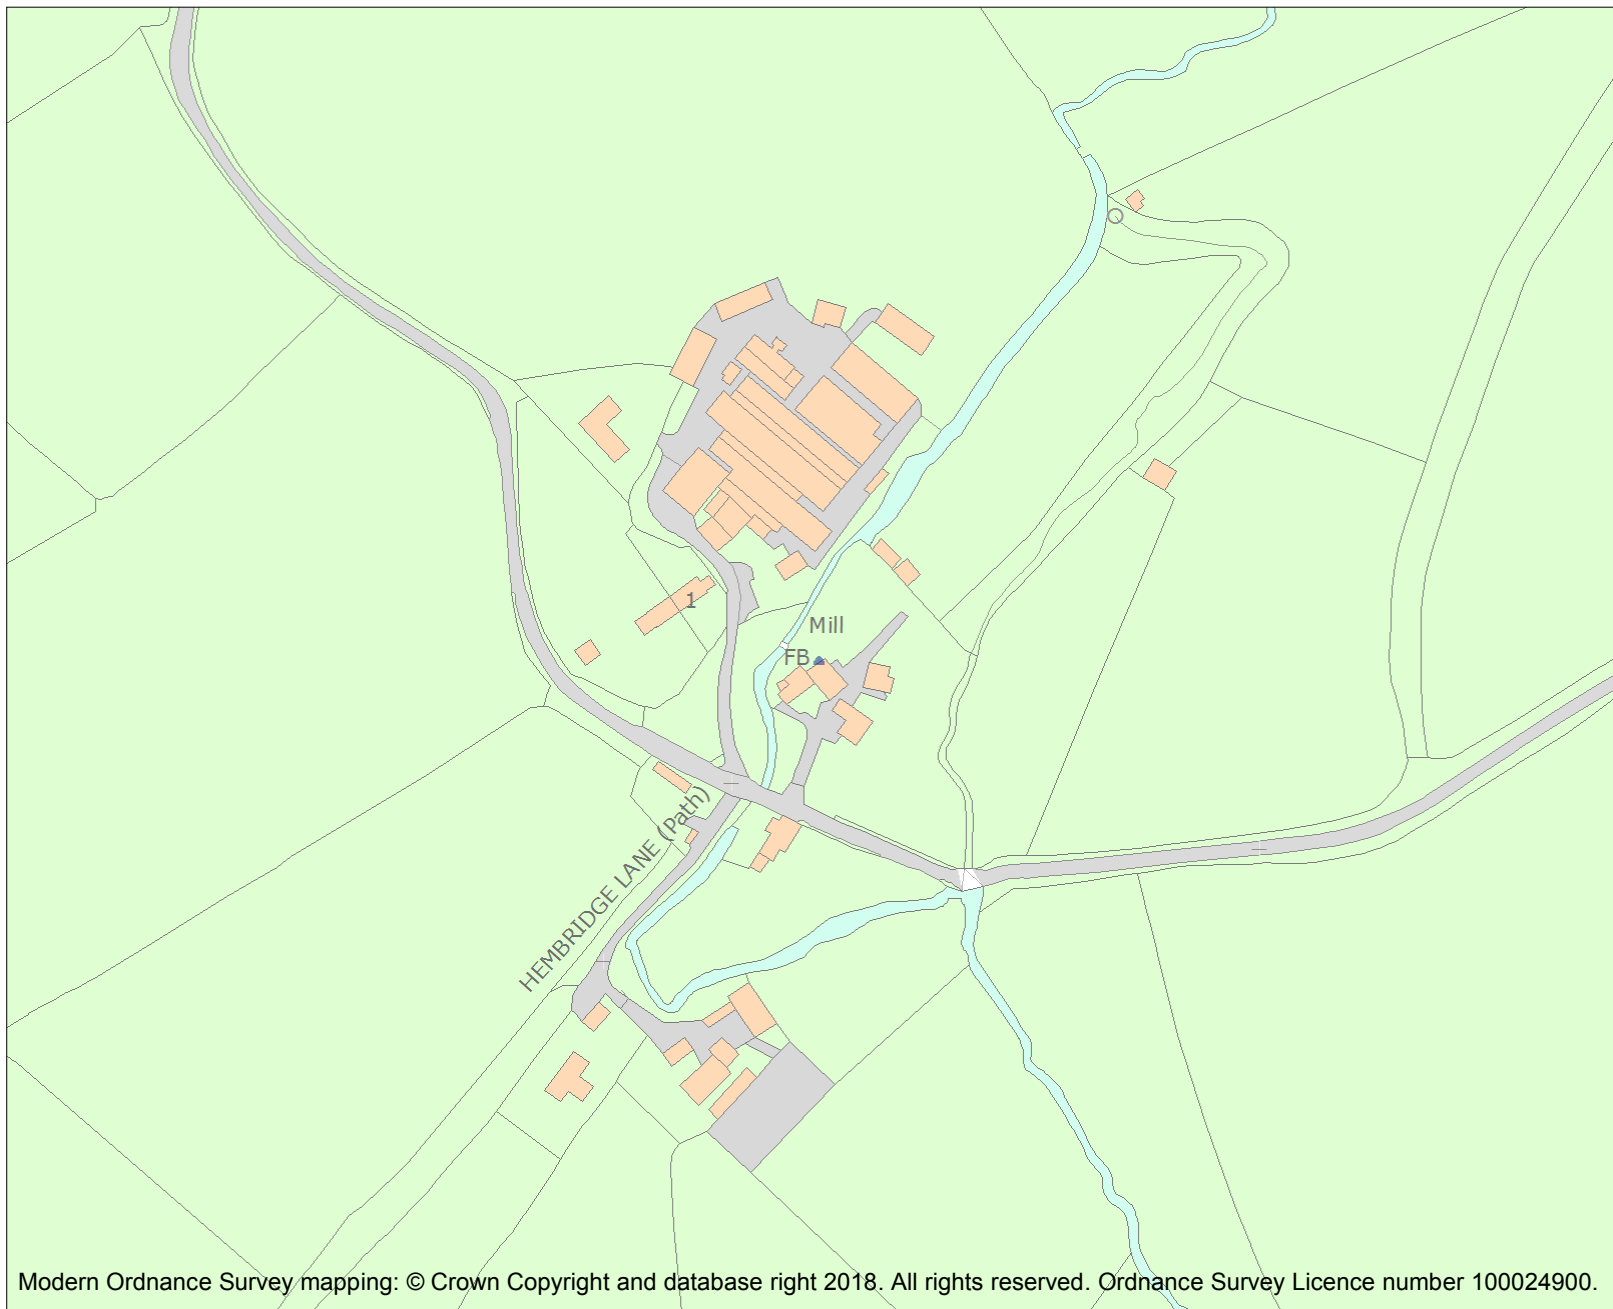 1
Mill
FB
HEMBRIDGE LANE (Path)
Modern Ordnance Survey mapping: © Crown Copyright and database right 2018. All rights reserved. Ordnance Survey Licence number 100024900.